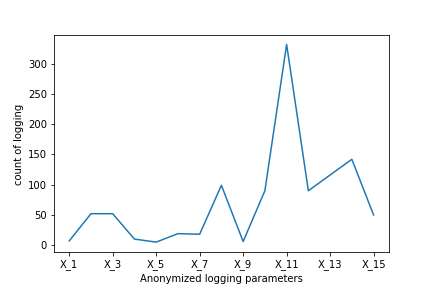 300
250
200
150
100
50
0
count of logging
X_1 X_3 X_5 X_7 X_9 X_11 X_13 X_15
Anonymized logging parameters